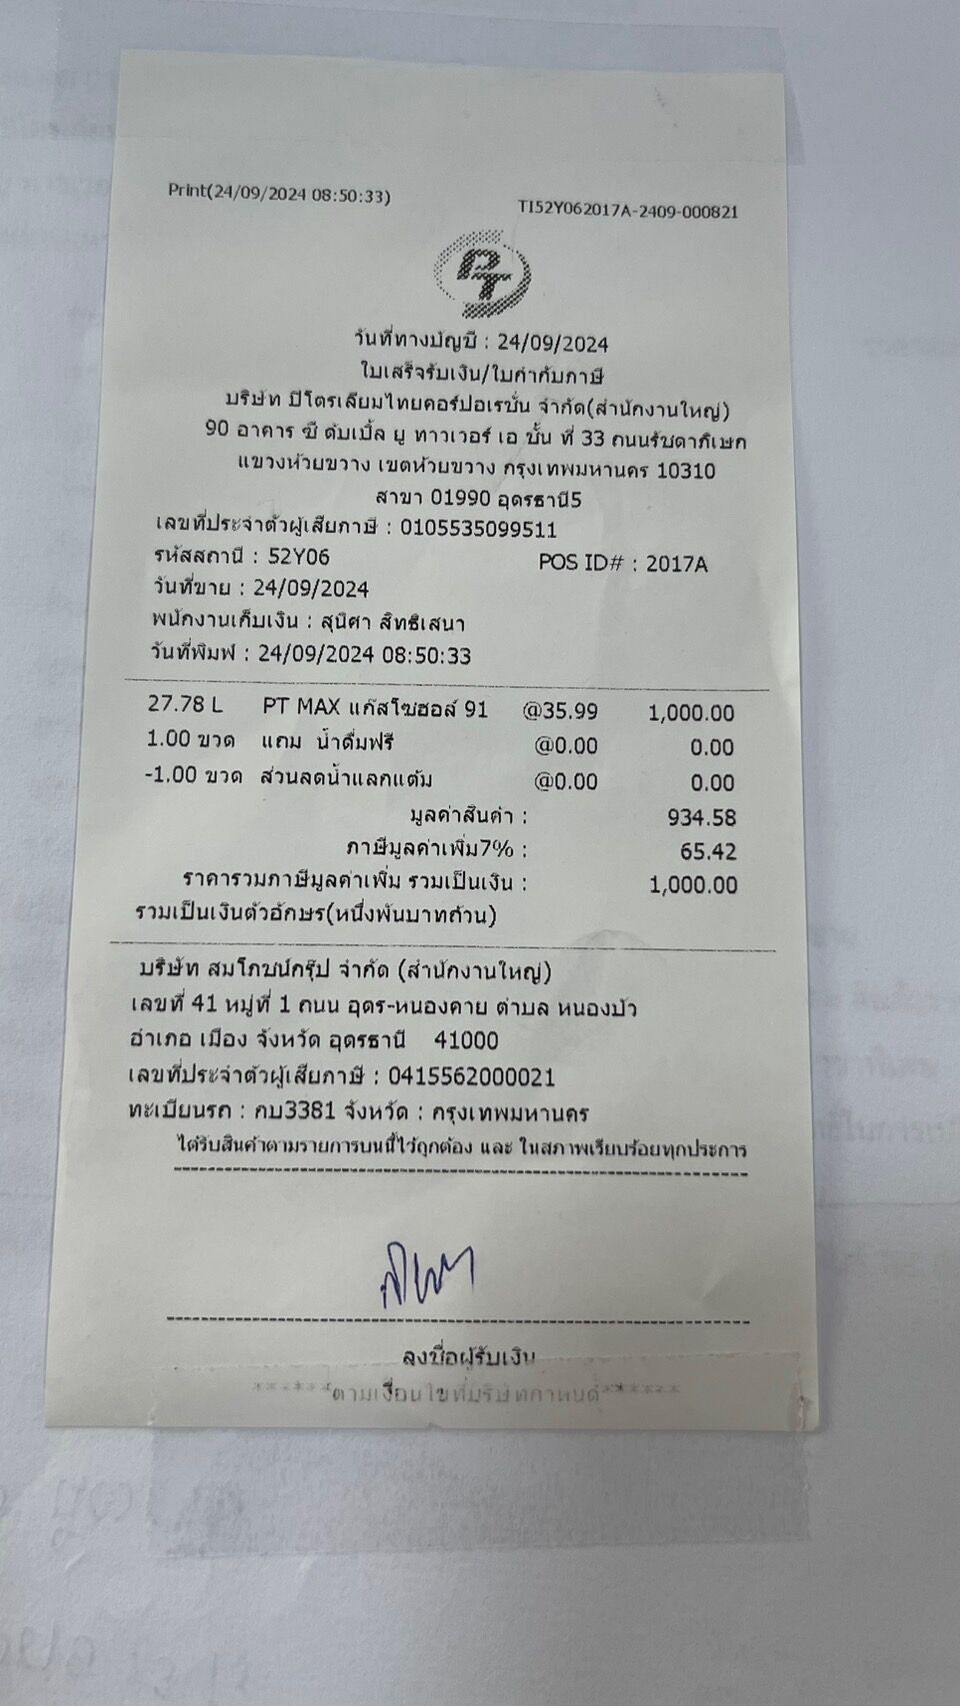 Print(24/09/2024 08:50:33)
TI52Y062017A-2409-000821
PT
วันที่ทางบัญชี : 24/09/2024
ใบเสร็จรับเงิน/ใบกำกับภาษี
บริษัท ปิโตรเลียมไทยคอร์ปอเรชั่น จำกัด(สำนักงานใหญ่)
90 อาคาร ซี ดับเบิ้ล ยู ทาวเวอร์ เอ ชั้น ที่ 33 ถนนรัชดาภิเษก
แขวงห้วยขวาง เขตห้วยขวาง กรุงเทพมหานคร 10310
สาขา 01990 อุดรธานี5
เลขที่ประจำตัวผู้เสียภาษี : 0105535099511
รหัสสถานี : 52Y06 POS ID# : 2017A
วันที่ขาย : 24/09/2024
พนักงานเก็บเงิน : สุนิศา สิทธิเสนา
วันที่พิมพ์ : 24/09/2024 08:50:33
27.78 L PT MAX แก๊สโซฮอล์ 91 @35.99 1,000.00
1.00 ขวด แถม น้ำดื่มฟรี @0.00 0.00
-1.00 ขวด ส่วนลดน้ำแลกแต้ม @0.00 0.00
มูลค่าสินค้า : 934.58
ภาษีมูลค่าเพิ่ม7% : 65.42
ราคารวมภาษีมูลค่าเพิ่ม รวมเป็นเงิน : 1,000.00
รวมเป็นเงินตัวอักษร(หนึ่งพันบาทถ้วน)
บริษัท สมโภชน์กรุ๊ป จำกัด (สำนักงานใหญ่)
เลขที่ 41 หมู่ที่ 1 ถนน อุดร-หนองคาย ตำบล หนองบัว
อำเภอ เมือง จังหวัด อุดรธานี 41000
เลขที่ประจำตัวผู้เสียภาษี : 0415562000021
ทะเบียนรถ : กบ3381 จังหวัด : กรุงเทพมหานคร
ได้รับสินค้าตามรายการบนนี้ไว้ถูกต้อง และ ในสภาพเรียบร้อยทุกประการ
ลงชื่อผู้รับเงิน
******ตามเงื่อนไขที่บริษัทกำหนด******